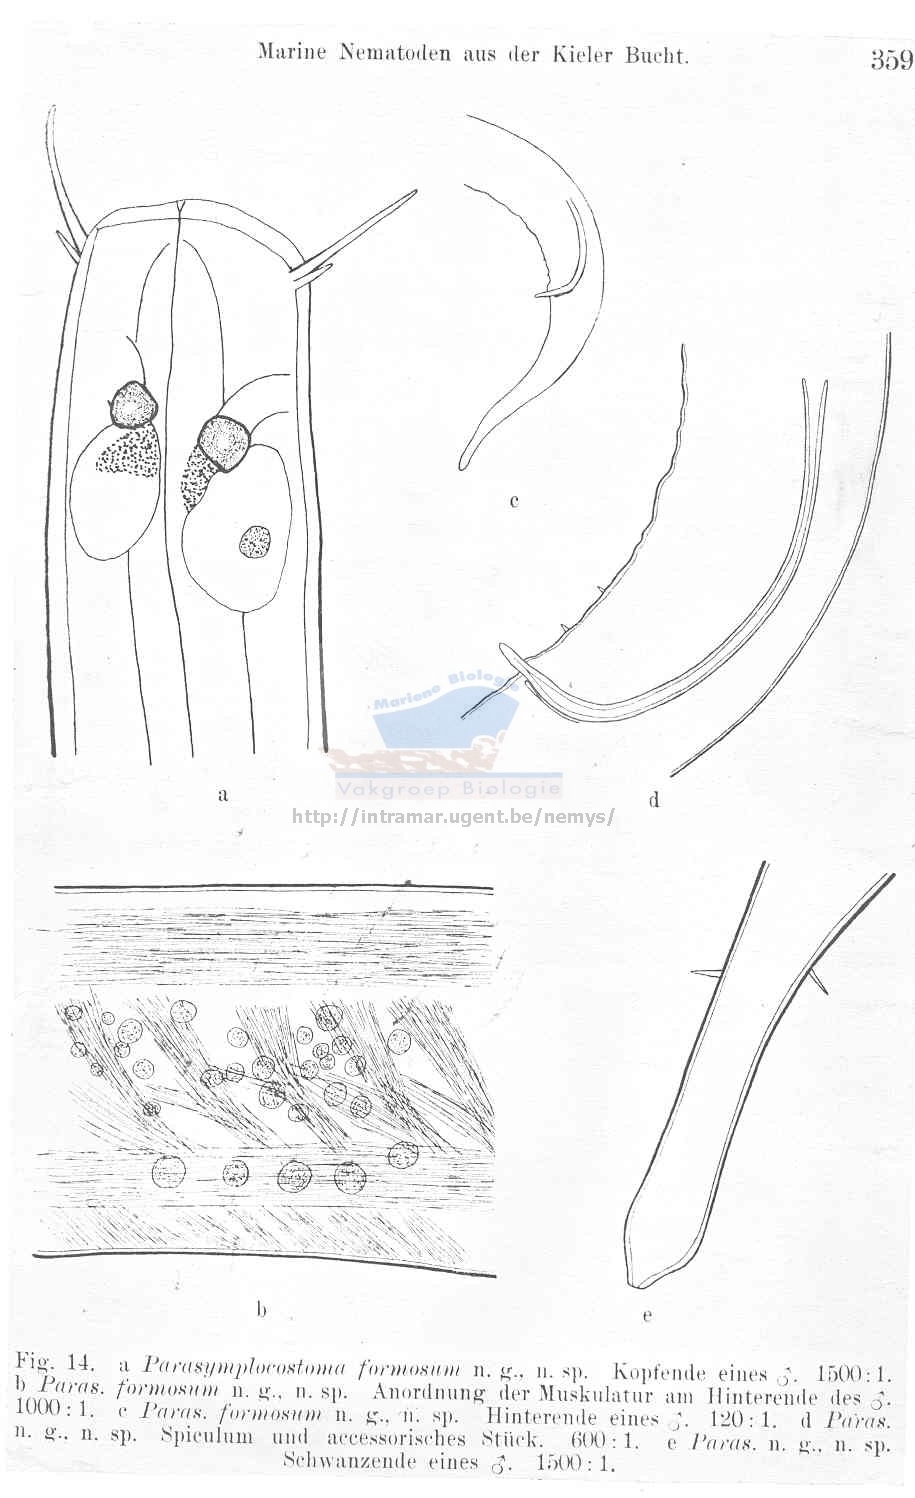 Marine Nematoden aus der Kieler Bucht. 359
c
Mariene Biologie
Vakgroep Biologie
a
d
http://intramar.ugent.be/nemys/
b
e
Fig. 14. a Parasymplocostoma formosum n. g., n. sp. Kopfende eines ♂. 1500 : 1.
b Paras. formosum n. g., n. sp. Anordnung der Muskulatur am Hinterende des ♂.
1000 : 1. c Paras. formosum n. g., n. sp. Hinterende eines ♂. 120 : 1. d Paras.
n. g., n. sp. Spiculum und accessorisches Stück. 600 : 1. e Paras. n. g., n. sp.
Schwanzende eines ♂. 1500 : 1.